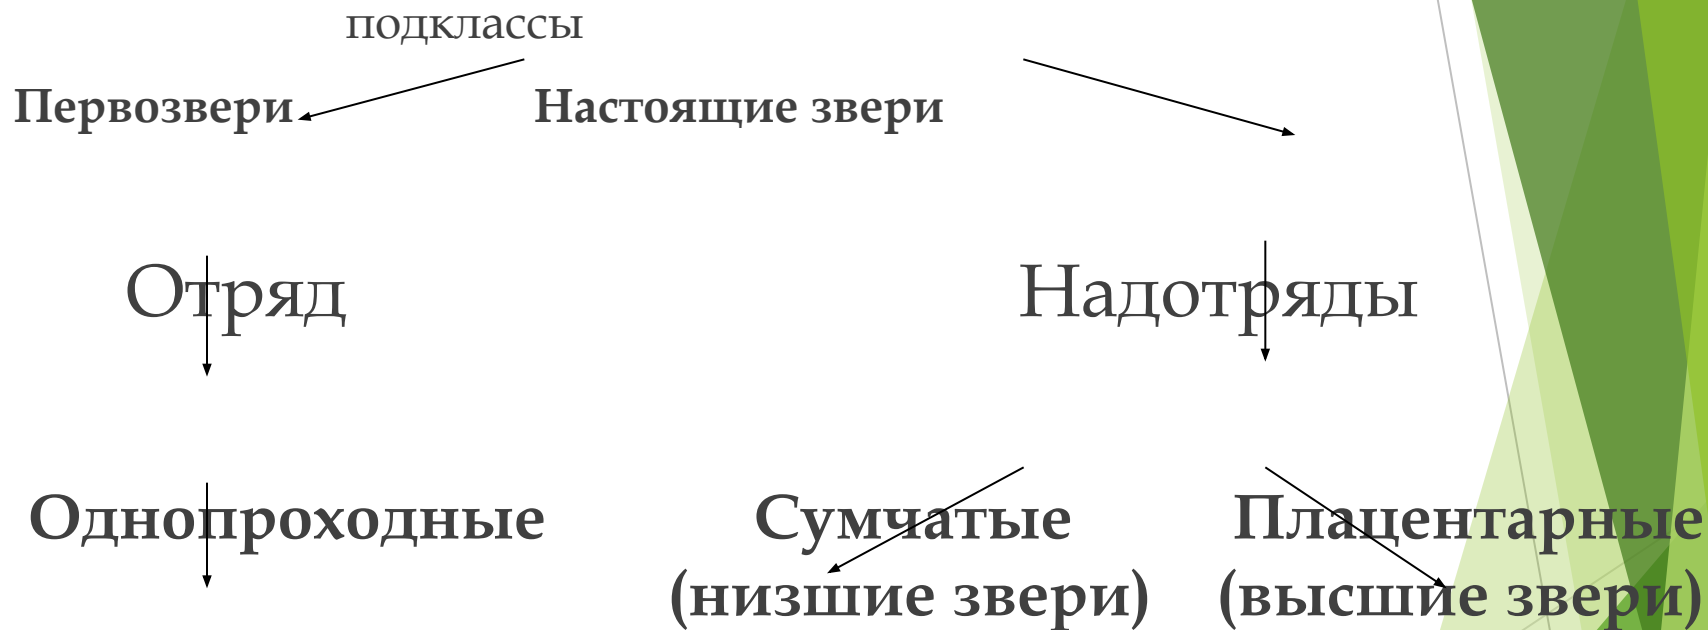 подклассы
Первозвери Настоящие звери
Отряд Надотряды
Однопроходные Сумчатые Плацентарные
(низшие звери) (высшие звери)